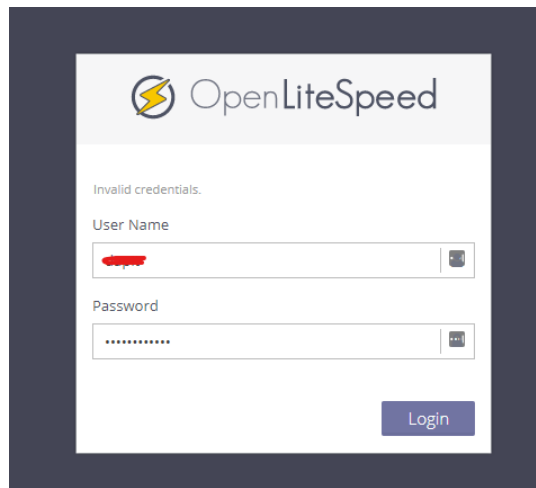 OpenLiteSpeed
Invalid credentials.
User Name
Password
Login